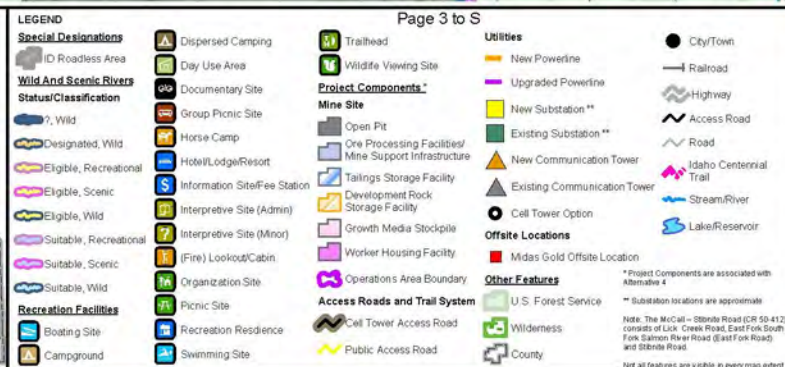 Page 3 to S
LEGEND
Special Designations
ID Roadless Area
Wild And Scenic Rivers
Status/Classification
?, Wild
Designated, Wild
Eligible, Recreational
Eligible, Scenic
Eligible, Wild
Suitable, Recreational
Suitable, Scenic
Suitable, Wild
Recreation Facilities
Boating Site
Campground
Dispersed Camping
Day Use Area
Documentary Site
Group Picnic Site
Horse Camp
Hotel/Lodge/Resort
Information Site/Fee Station
Interpretive Site (Admin)
Interpretive Site (Minor)
(Fire) Lookout/Cabin
Organization Site
Picnic Site
Recreation Resdience
Swimming Site
Trailhead
Wildlife Viewing Site
Project Components *
Mine Site
Open Pit
Ore Processing Facilities/
Mine Support Infrastructure
Tailings Storage Facility
Development Rock
Storage Facility
Growth Media Stockpile
Worker Housing Facility
Operations Area Boundary
Access Roads and Trail System
Cell Tower Access Road
Public Access Road
Utilities
New Powerline
Upgraded Powerline
New Substation **
Existing Substation **
New Communication Tower
Existing Communication Tower
Cell Tower Option
Offsite Locations
Midas Gold Offsite Location
Other Features
U.S. Forest Service
Wilderness
County
City/Town
Railroad
Highway
Access Road
Road
Idaho Centennial
Trail
Stream/River
Lake/Reservoir
* Project Components are associated with
Alternative 4
** Substation locations are approximate
Note: The McCall – Stibnite Road (CR 50-412)
consists of Lick Creek Road, East Fork South
Fork Salmon River Road (East Fork Road)
and Stibnite Road.
Not all features are visible in every map extent